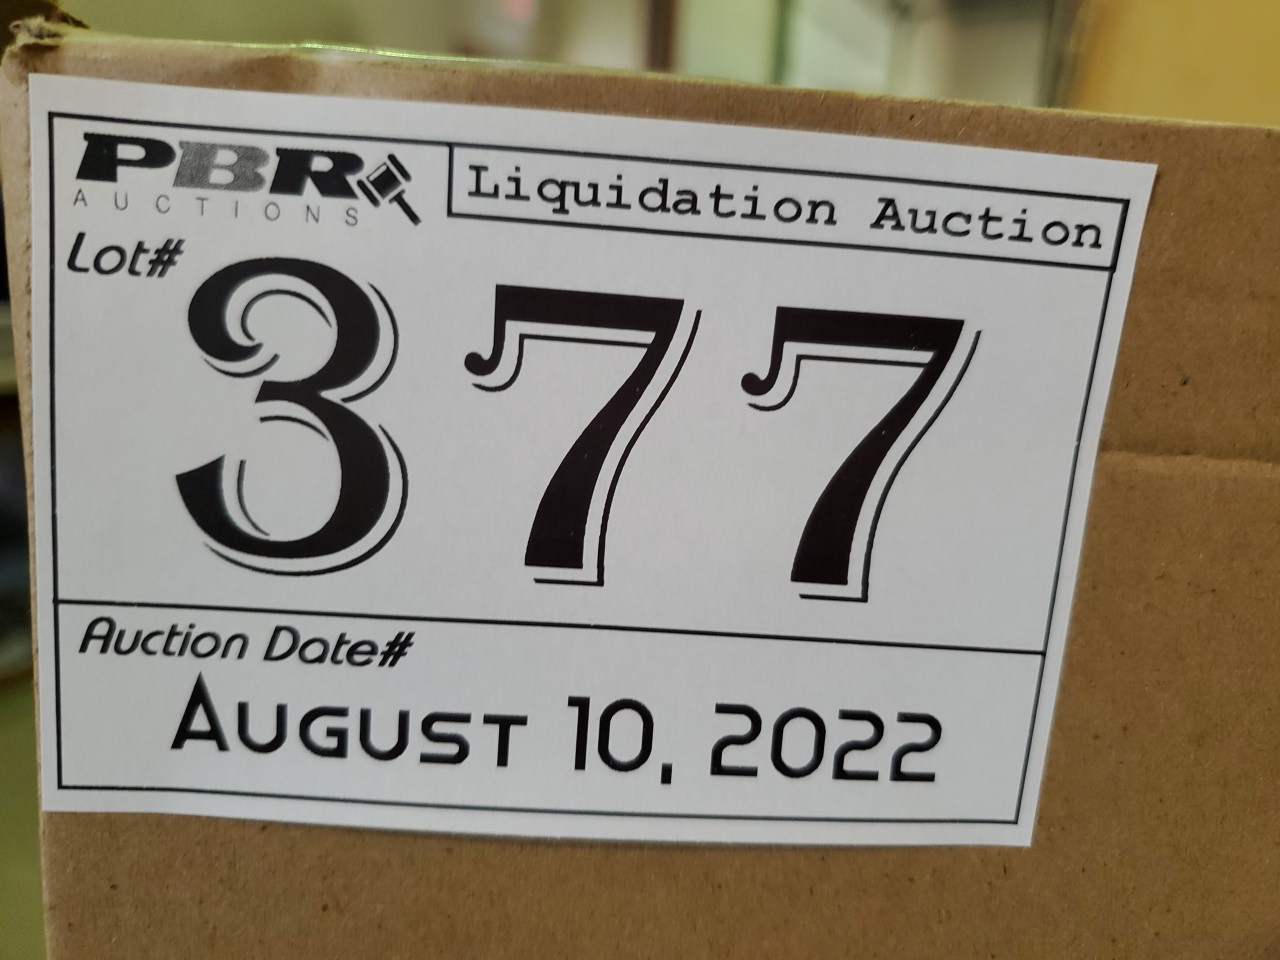 PBR
AUCTIONS
Liquidation Auction
Lot#
377
Auction Date#
August 10, 2022